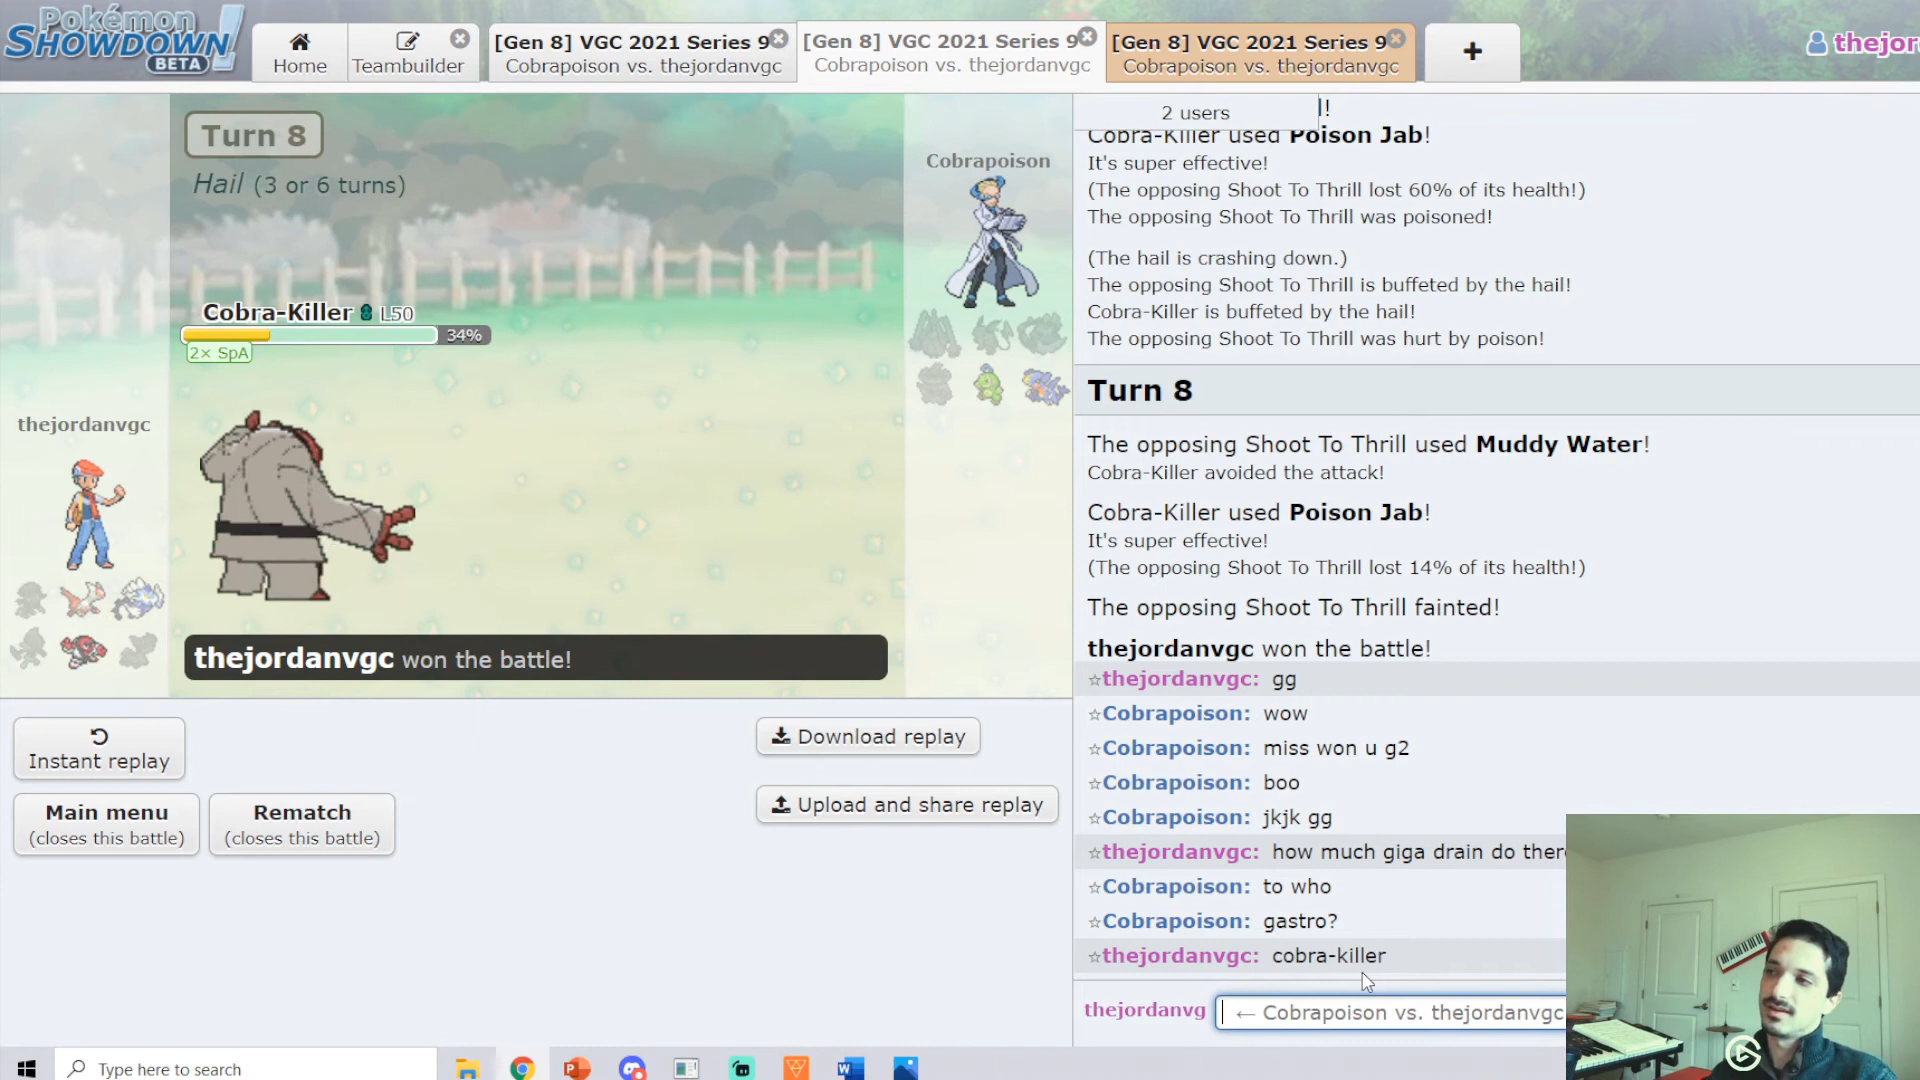 Pokémon
SHOWDOWN!
BETA
Home
Teambuilder
[Gen 8] VGC 2021 Series 9
Cobrapoison vs. thejordanvgc
[Gen 8] VGC 2021 Series 9
Cobrapoison vs. thejordanvgc
[Gen 8] VGC 2021 Series 9
Cobrapoison vs. thejordanvgc
+
thejor
Turn 8
Hail (3 or 6 turns)
Cobrapoison
Cobra-Killer L50
34%
2× SpA
thejordanvgc
thejordanvgc won the battle!
Instant replay
Download replay
Upload and share replay
Main menu
(closes this battle)
Rematch
(closes this battle)
2 users
!
Cobra-Killer used Poison Jab!
It's super effective!
(The opposing Shoot To Thrill lost 60% of its health!)
The opposing Shoot To Thrill was poisoned!
(The hail is crashing down.)
The opposing Shoot To Thrill is buffeted by the hail!
Cobra-Killer is buffeted by the hail!
The opposing Shoot To Thrill was hurt by poison!
Turn 8
The opposing Shoot To Thrill used Muddy Water!
Cobra-Killer avoided the attack!
Cobra-Killer used Poison Jab!
It's super effective!
(The opposing Shoot To Thrill lost 14% of its health!)
The opposing Shoot To Thrill fainted!
thejordanvgc won the battle!
☆thejordanvgc: gg
☆Cobrapoison: wow
☆Cobrapoison: miss won u g2
☆Cobrapoison: boo
☆Cobrapoison: jkjk gg
☆thejordanvgc: how much giga drain do ther
☆Cobrapoison: to who
☆Cobrapoison: gastro?
☆thejordanvgc: cobra-killer
thejordanvg
← Cobrapoison vs. thejordanvgc
Type here to search